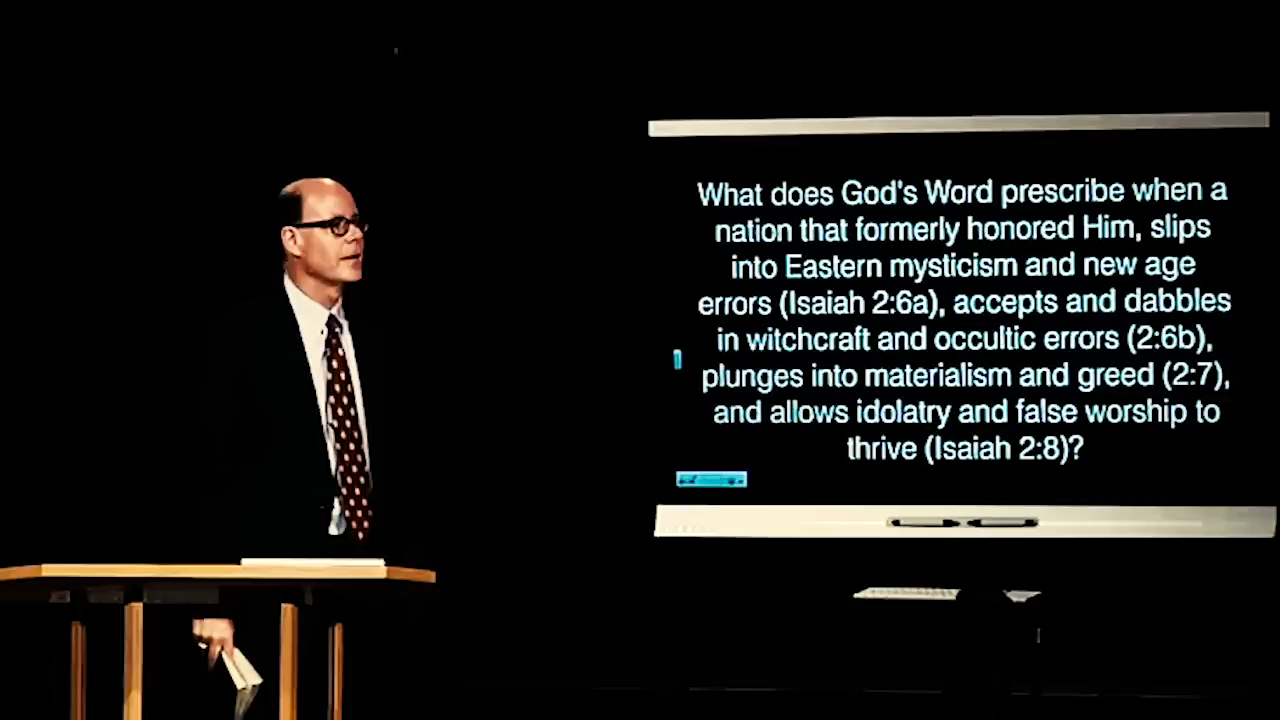 What does God's Word prescribe when a
nation that formerly honored Him, slips
into Eastern mysticism and new age
errors (Isaiah 2:6a), accepts and dabbles
in witchcraft and occultic errors (2:6b),
plunges into materialism and greed (2:7),
and allows idolatry and false worship to
thrive (Isaiah 2:8)?